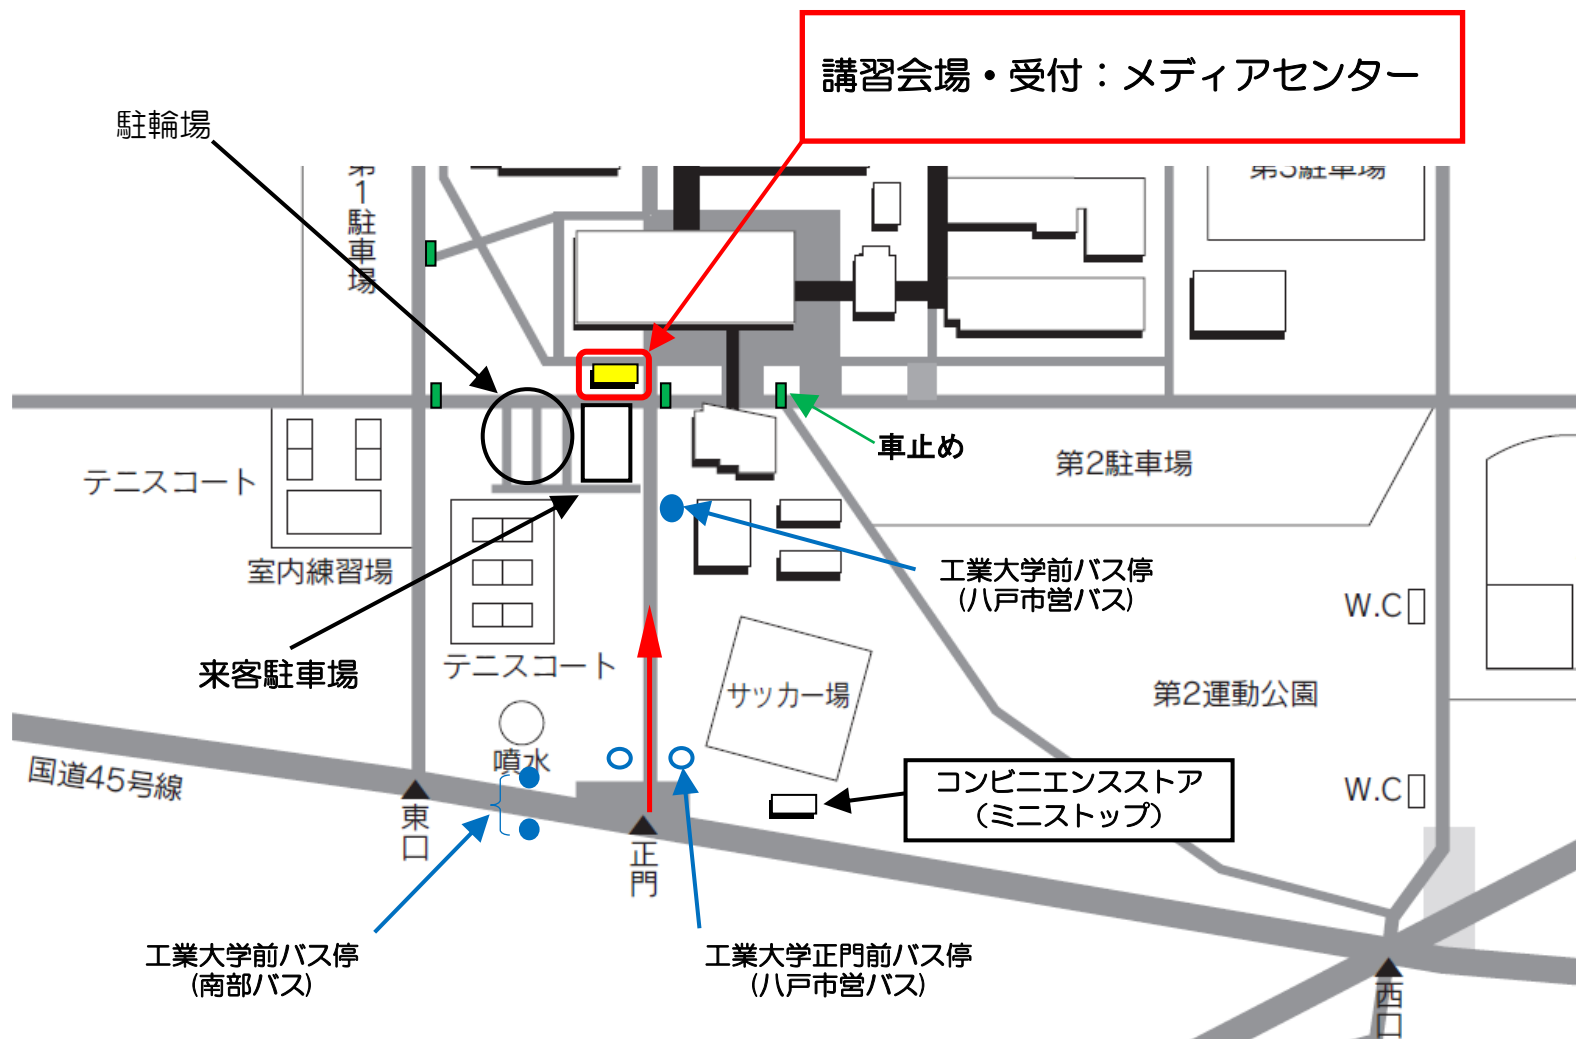 講習会場・受付：メディアセンター
駐輪場
第1駐車場
第3駐車場
車止め
第2駐車場
テニスコート
室内練習場
工業大学前バス停
(八戸市営バス)
W.C
来客駐車場
テニスコート
サッカー場
第2運動公園
噴水
国道45号線
コンビニエンスストア
（ミニストップ）
W.C
東口
正門
工業大学前バス停
(南部バス)
工業大学正門前バス停
(八戸市営バス)
西口